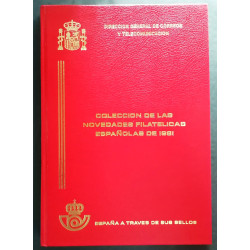 DIRECCION GENERAL DE CORREOS
Y TELECOMUNICACION
COLECCION DE LAS
NOVEDADES FILATELICAS
ESPAÑOLAS DE 1981
ESPAÑA A TRAVES DE SUS SELLOS